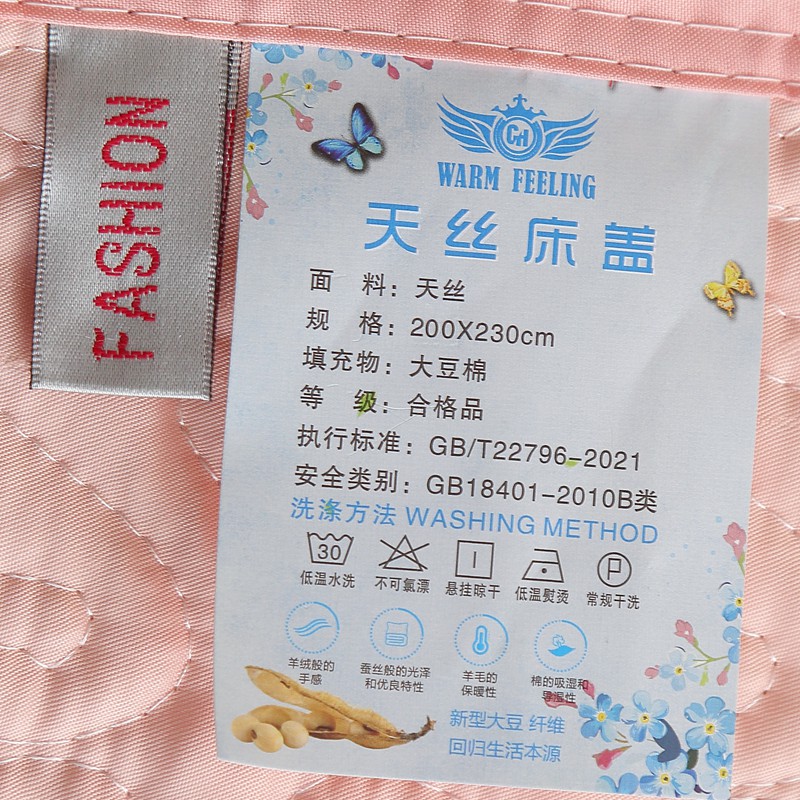 FASHION
CH
WARM FEELING
天丝床盖
面 料：天丝
规 格：200X230cm
填充物：大豆棉
等 级：合格品
执行标准：GB/T22796-2021
安全类别：GB18401-2010B类
洗涤方法 WASHING METHOD
30 P
低温水洗 不可氯漂 悬挂晾干 低温熨烫 常规干洗
羊绒般的 蚕丝般的光泽 羊毛的 棉的吸湿和
手感 和优良特性 保暖性 导湿性
新型大豆 纤维
回归生活本源